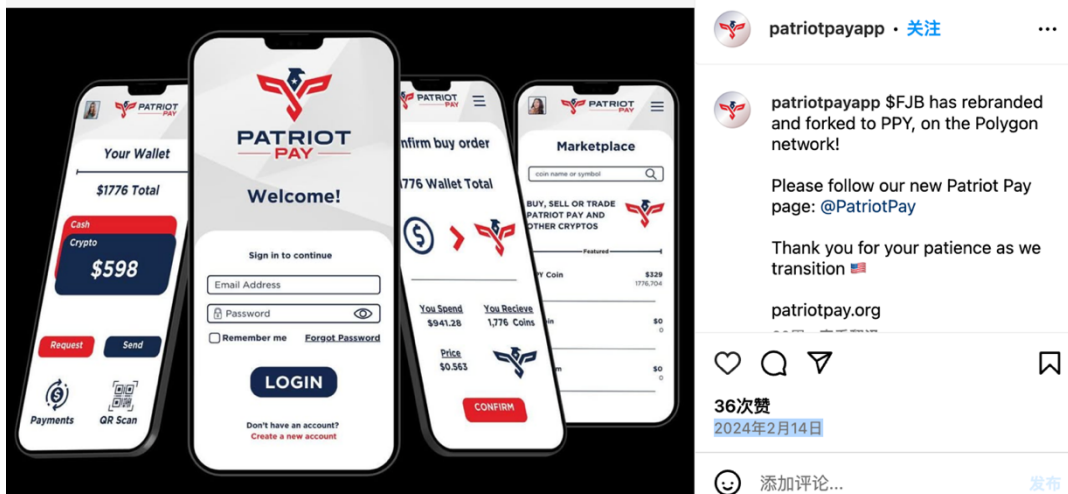 PATRIOT
PAY
Your Wallet
$1776 Total
Cash
Crypto
$598
Request
Send
Payments
QR Scan
PATRIOT
PAY
Welcome!
Sign in to continue
Email Address
Password
Remember me
Forgot Password
LOGIN
Don't have an account?
Create a new account
PATRIOT
PAY
nfirm buy order
1776 Wallet Total
You Spend
You Recieve
$941.28
1,776 Coins
Price
$0.563
CONFIRM
PATRIOT
PAY
Marketplace
coin name or symbol
BUY, SELL OR TRADE
PATRIOT PAY AND
OTHER CRYPTOS
Featured
PY Coin
$329
1776,704
$0
0
$0
0
patriotpayapp • 关注
patriotpayapp $FJB has rebranded
and forked to PPY, on the Polygon
network!
Please follow our new Patriot Pay
page: @PatriotPay
Thank you for your patience as we
transition 🇺🇸
patriotpay.org
36次赞
2024年2月14日
添加评论...
发布